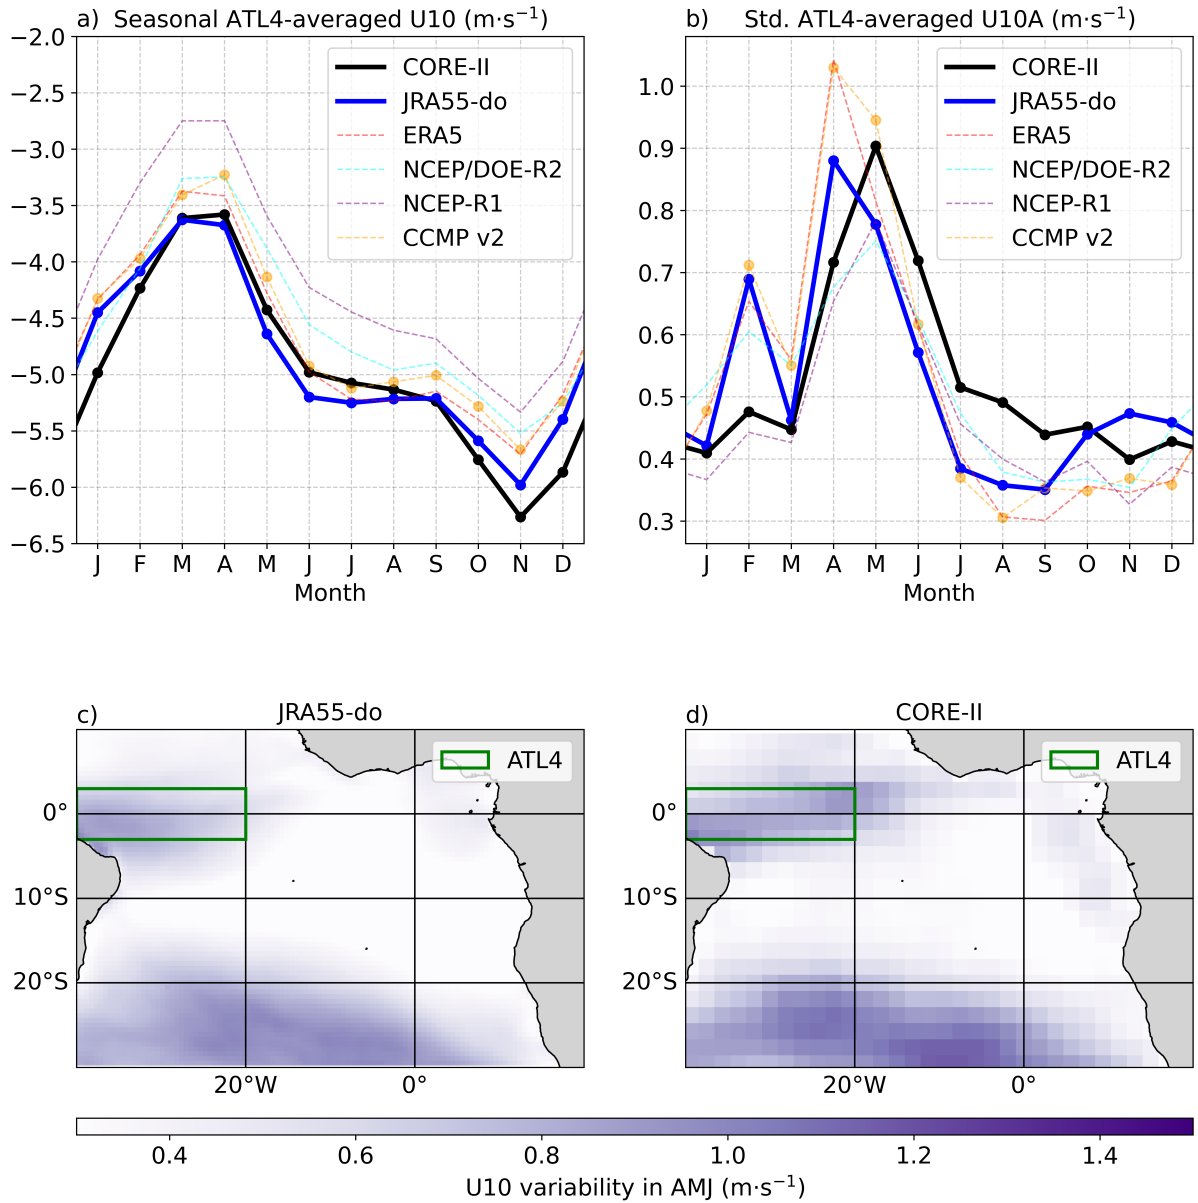 a) Seasonal ATL4-averaged U10 (m·s⁻¹)
−2.0
−2.5
−3.0
−3.5
−4.0
−4.5
−5.0
−5.5
−6.0
−6.5
CORE-II
JRA55-do
ERA5
NCEP/DOE-R2
NCEP-R1
CCMP v2
J F M A M J J A S O N D
Month
b) Std. ATL4-averaged U10A (m·s⁻¹)
1.0
0.9
0.8
0.7
0.6
0.5
0.4
0.3
CORE-II
JRA55-do
ERA5
NCEP/DOE-R2
NCEP-R1
CCMP v2
J F M A M J J A S O N D
Month
c) JRA55-do
ATL4
0°
10°S
20°S
20°W 0°
d) CORE-II
ATL4
0°
10°S
20°S
20°W 0°
0.4 0.6 0.8 1.0 1.2 1.4
U10 variability in AMJ (m·s⁻¹)